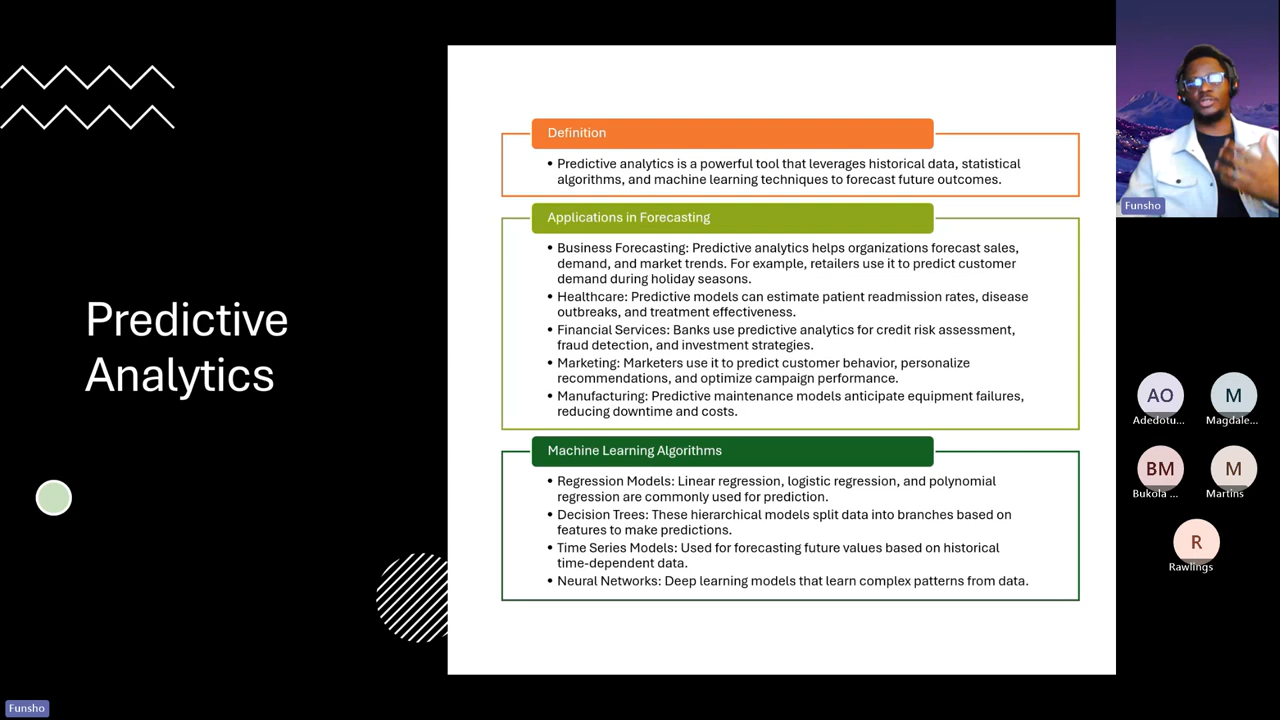 Predictive
Analytics
Definition
• Predictive analytics is a powerful tool that leverages historical data, statistical
algorithms, and machine learning techniques to forecast future outcomes.
Applications in Forecasting
• Business Forecasting: Predictive analytics helps organizations forecast sales,
demand, and market trends. For example, retailers use it to predict customer
demand during holiday seasons.
• Healthcare: Predictive models can estimate patient readmission rates, disease
outbreaks, and treatment effectiveness.
• Financial Services: Banks use predictive analytics for credit risk assessment,
fraud detection, and investment strategies.
• Marketing: Marketers use it to predict customer behavior, personalize
recommendations, and optimize campaign performance.
• Manufacturing: Predictive maintenance models anticipate equipment failures,
reducing downtime and costs.
Machine Learning Algorithms
• Regression Models: Linear regression, logistic regression, and polynomial
regression are commonly used for prediction.
• Decision Trees: These hierarchical models split data into branches based on
features to make predictions.
• Time Series Models: Used for forecasting future values based on historical
time-dependent data.
• Neural Networks: Deep learning models that learn complex patterns from data.
Funsho
AO
Adedotu...
M
Magdale...
BM
Bukola ...
M
Martins
R
Rawlings
Funsho